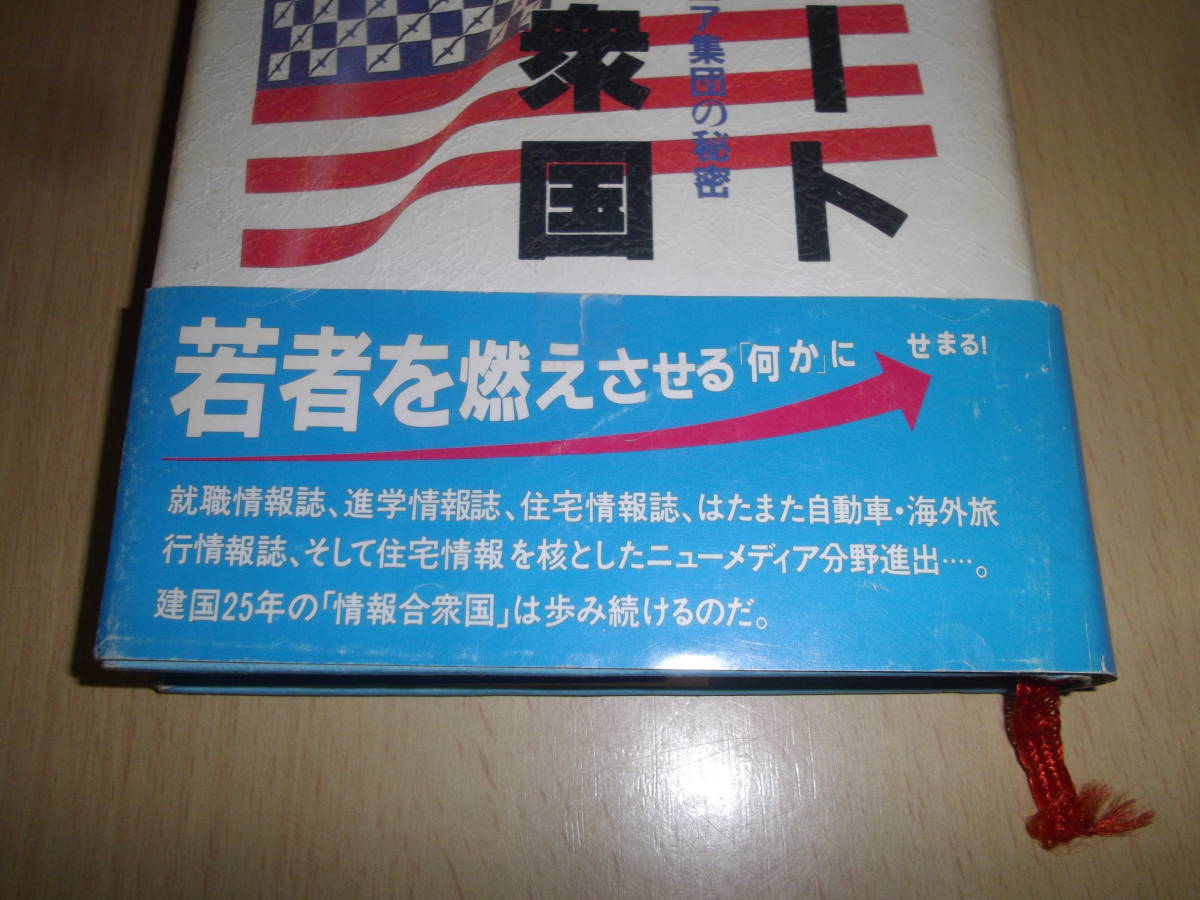 ート
ア集団の秘密
衆国
若者を燃えさせる「何か」に せまる!
就職情報誌、進学情報誌、住宅情報誌、はたまた自動車・海外旅
行情報誌、そして住宅情報を核としたニューメディア分野進出‥‥。
建国25年の「情報合衆国」は歩み続けるのだ。